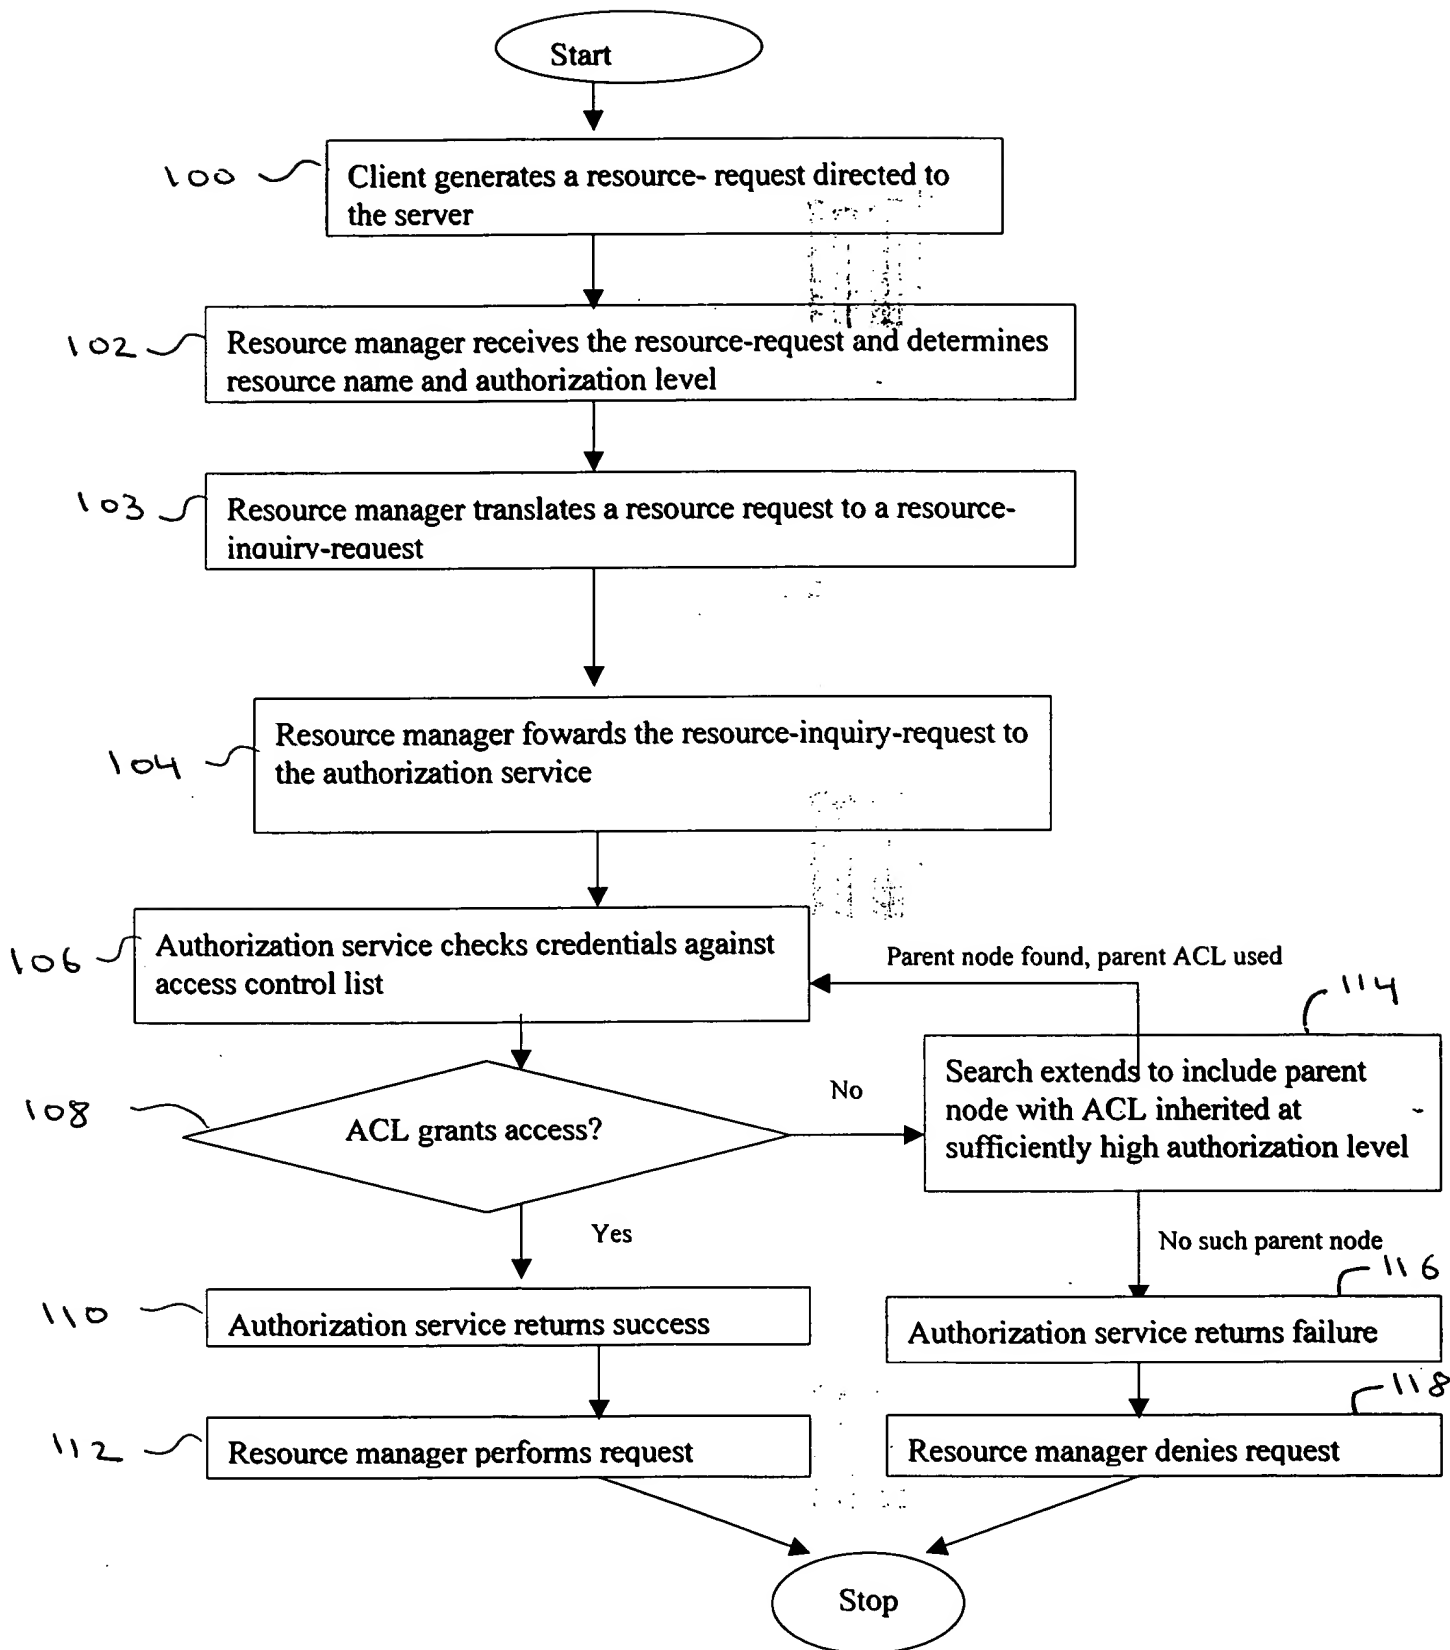 Start
100
Client generates a resource- request directed to
the server
102
Resource manager receives the resource-request and determines
resource name and authorization level
103
Resource manager translates a resource request to a resource-
inquiry-request
104
Resource manager fowards the resource-inquiry-request to
the authorization service
106
Authorization service checks credentials against
access control list
Parent node found, parent ACL used
114
Search extends to include parent
node with ACL inherited at
sufficiently high authorization level
108
ACL grants access?
No
Yes
No such parent node
110
Authorization service returns success
116
Authorization service returns failure
112
Resource manager performs request
118
Resource manager denies request
Stop